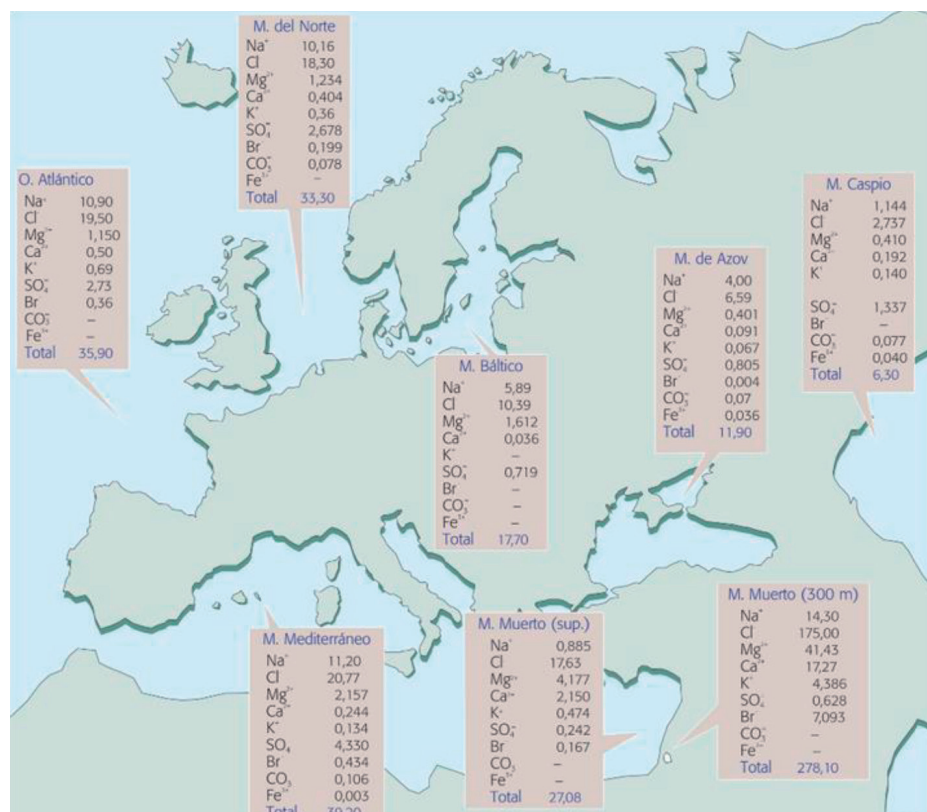 M. del Norte
Na⁺ 10,16
Cl 18,30
Mg²⁺ 1,234
Ca²⁺ 0,404
K⁺ 0,36
SO₄⁼ 2,678
Br 0,199
CO₃⁼ 0,078
Fe³⁺ –
Total 33,30
O. Atlántico
Na⁺ 10,90
Cl⁻ 19,50
Mg²⁺ 1,150
Ca²⁺ 0,50
K⁺ 0,69
SO₄⁼ 2,73
Br⁻ 0,36
CO₃⁼ –
Fe³⁺ –
Total 35,90
M. Caspio
Na⁺ 1,144
Cl 2,737
Mg²⁺ 0,410
Ca²⁺ 0,192
K⁺ 0,140
SO₄⁼ 1,337
Br –
CO₃⁼ 0,077
Fe³⁺ 0,040
Total 6,30
M. de Azov
Na⁺ 4,00
Cl 6,59
Mg²⁺ 0,401
Ca²⁺ 0,091
K⁺ 0,067
SO₄⁼ 0,805
Br⁻ 0,004
CO₃⁼ 0,07
Fe³⁺ 0,036
Total 11,90
M. Báltico
Na⁺ 5,89
Cl 10,39
Mg²⁺ 1,612
Ca²⁺ 0,036
K⁺ –
SO₄⁼ 0,719
Br –
CO₃⁼ –
Fe³⁺ –
Total 17,70
M. Mediterráneo
Na⁺ 11,20
Cl 20,77
Mg²⁺ 2,157
Ca²⁺ 0,244
K⁺ 0,134
SO₄ 4,330
Br⁻ 0,434
CO₃ 0,106
Fe³⁺ 0,003
Total
M. Muerto (sup.)
Na⁺ 0,885
Cl 17,63
Mg²⁺ 4,177
Ca²⁺ 2,150
K⁺ 0,474
SO₄⁼ 0,242
Br 0,167
CO₃ –
Fe³⁺ –
Total 27,08
M. Muerto (300 m)
Na⁺ 14,30
Cl 175,00
Mg²⁺ 41,43
Ca²⁺ 17,27
K⁺ 4,386
SO₄⁼ 0,628
Br⁻ 7,093
CO₃⁼ –
Fe³⁺ –
Total 278,10